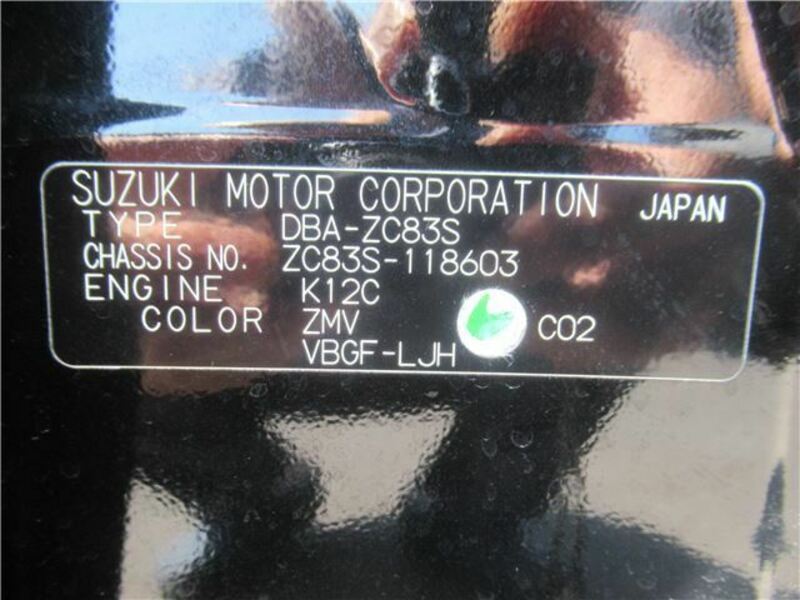 SUZUKI MOTOR CORPORATION JAPAN
TYPE DBA-ZC83S
CHASSIS NO. ZC83S-118603
ENGINE K12C
COLOR ZMV C02
VBGF-LJH